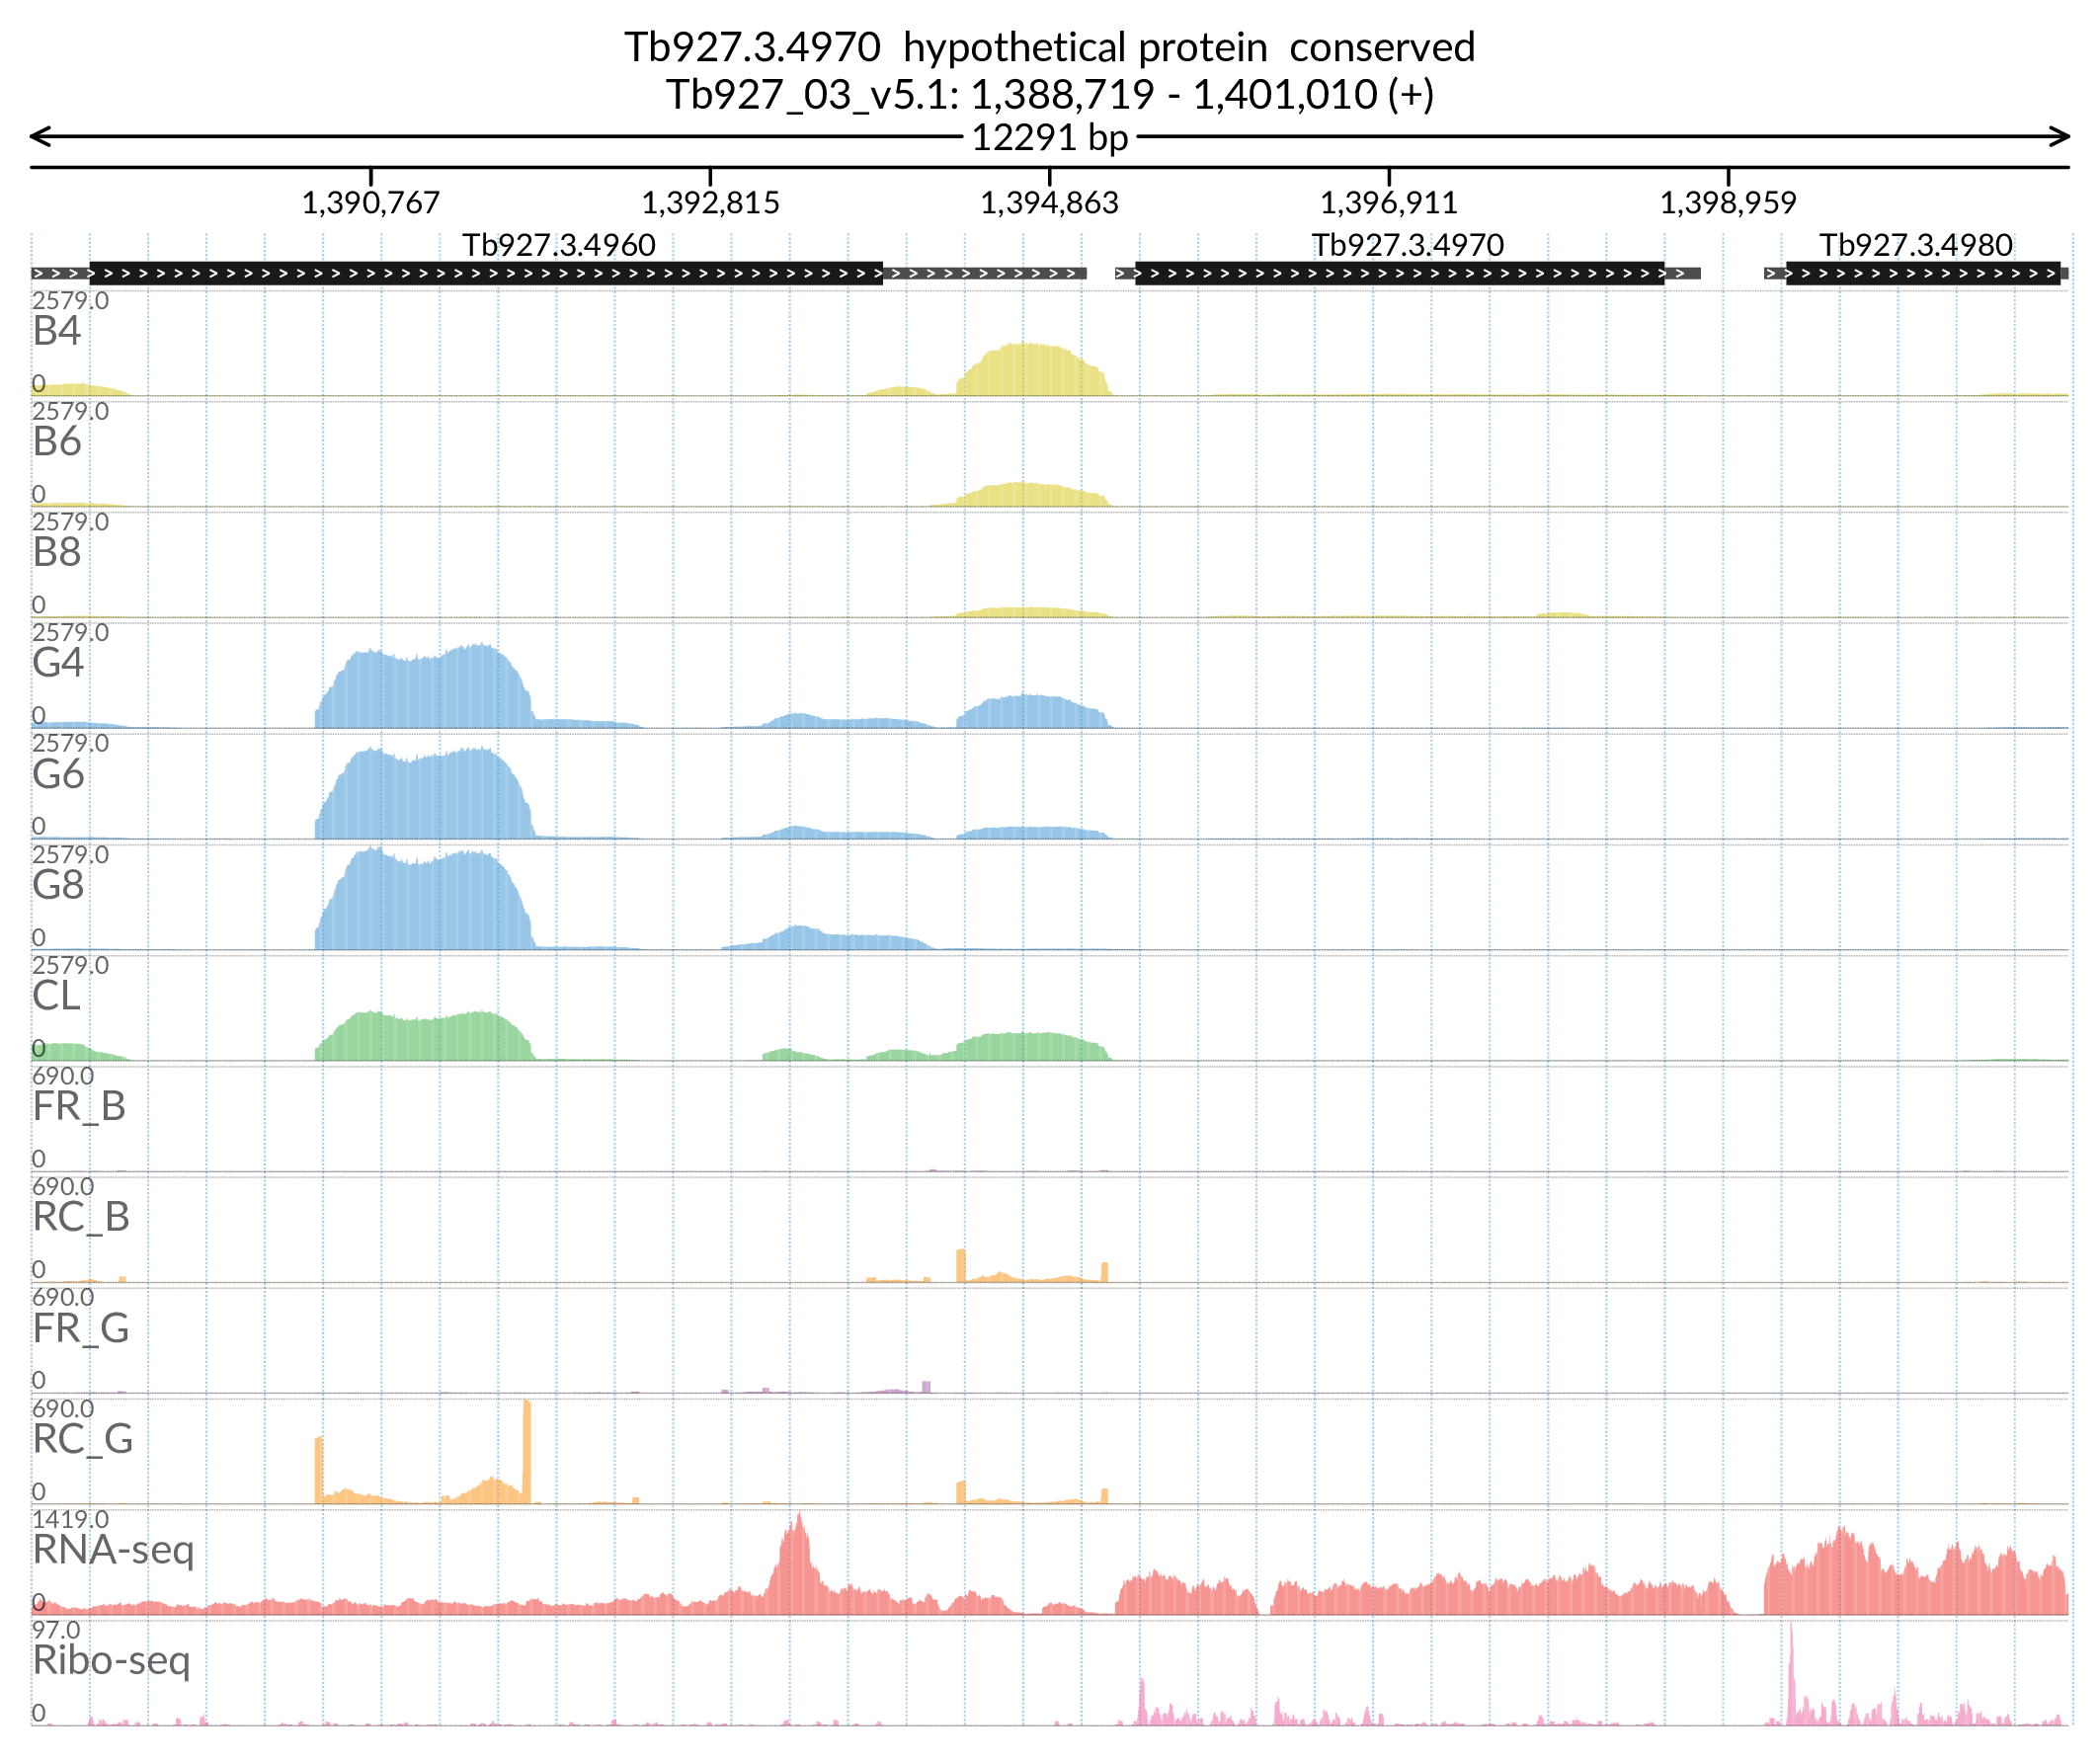 Tb927.3.4970 hypothetical protein conserved
Tb927_03_v5.1: 1,388,719 - 1,401,010 (+)
12291 bp
1,390,767 1,392,815 1,394,863 1,396,911 1,398,959
Tb927.3.4960 Tb927.3.4970 Tb927.3.4980
2579.0
B4
0
2579.0
B6
0
2579.0
B8
0
2579.0
G4
0
2579.0
G6
0
2579.0
G8
0
2579.0
CL
0
690.0
FR_B
0
690.0
RC_B
0
690.0
FR_G
0
690.0
RC_G
0
1419.0
RNA-seq
0
97.0
Ribo-seq
0